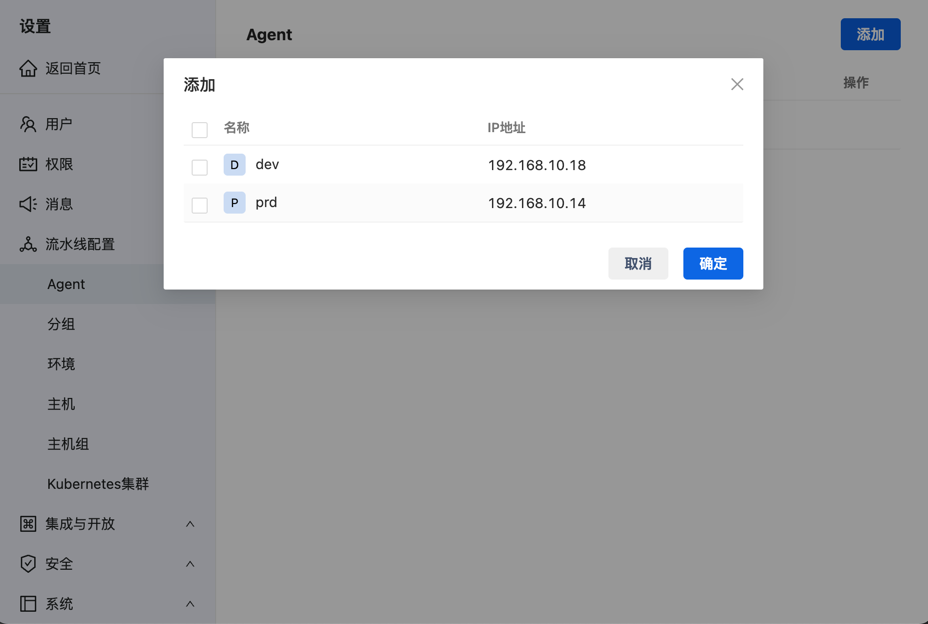 设置
返回首页
用户
权限
消息
流水线配置
Agent
分组
环境
主机
主机组
Kubernetes集群
集成与开放
安全
系统
Agent
添加
操作
添加
名称 IP地址
D dev 192.168.10.18
P prd 192.168.10.14
取消 确定